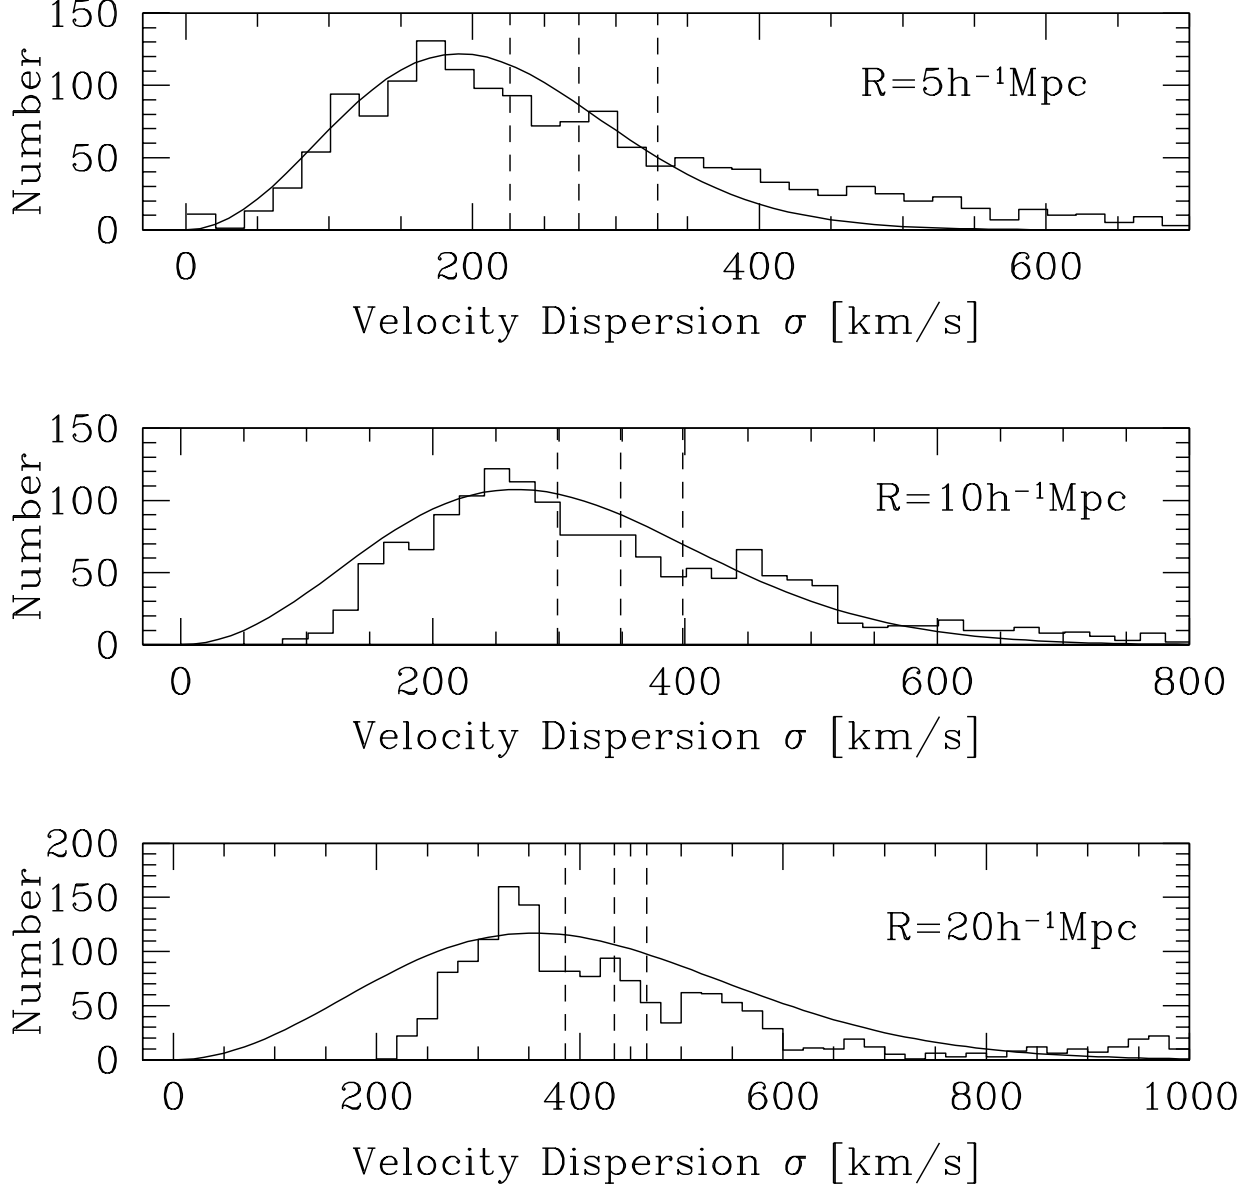 150
100
50
0
Number
R=5h⁻¹Mpc
0 200 400 600
Velocity Dispersion σ [km/s]
150
100
50
0
Number
R=10h⁻¹Mpc
0 200 400 600 800
Velocity Dispersion σ [km/s]
200
150
100
50
0
Number
R=20h⁻¹Mpc
0 200 400 600 800 1000
Velocity Dispersion σ [km/s]